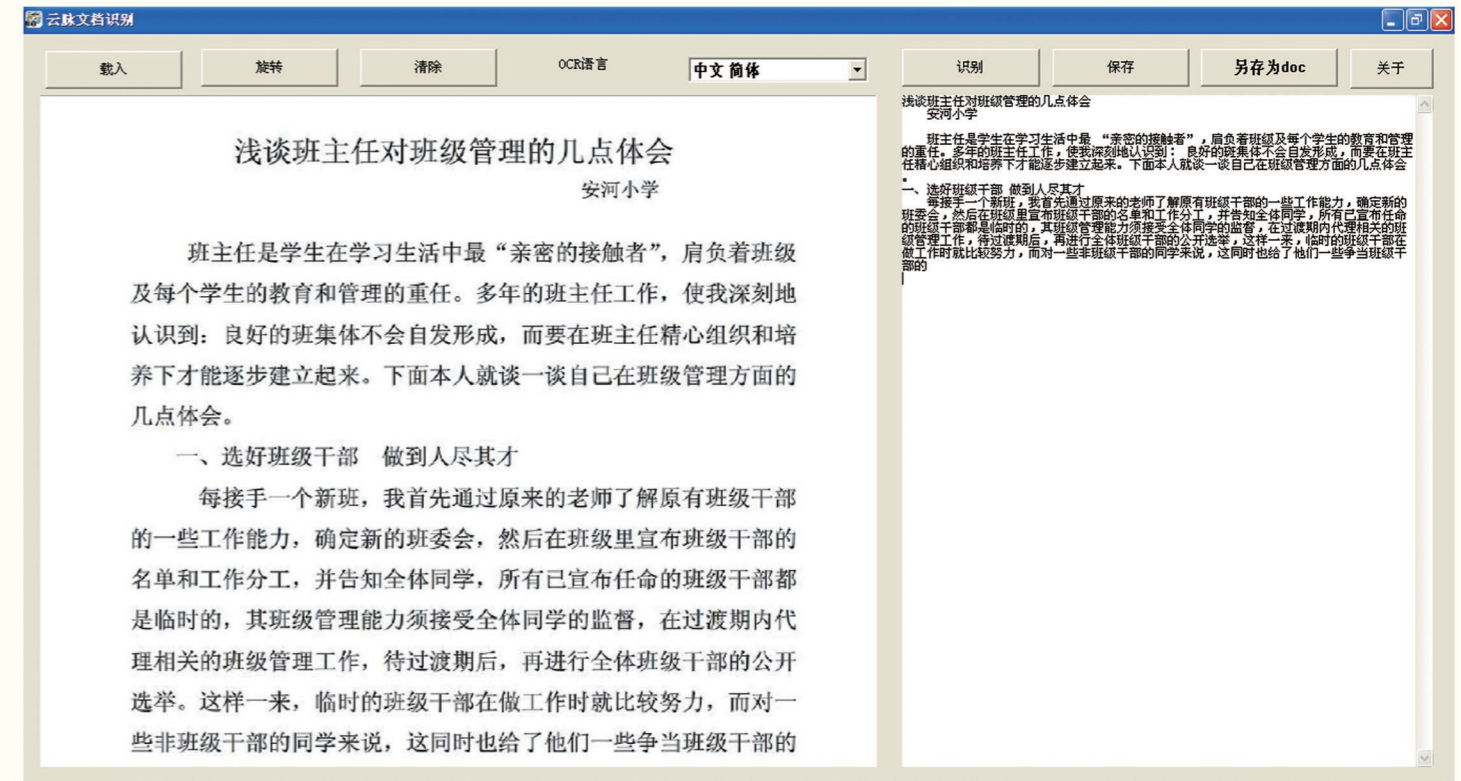 云脉文档识别
载入 旋转 清除 OCR语言 中文 简体 识别 保存 另存为doc 关于
浅谈班主任对班级管理的几点体会
安河小学
班主任是学生在学习生活中最“亲密的接触者”，肩负着班级
及每个学生的教育和管理的重任。多年的班主任工作，使我深刻地
认识到：良好的班集体不会自发形成，而要在班主任精心组织和培
养下才能逐步建立起来。下面本人就谈一谈自己在班级管理方面的
几点体会。
一、选好班级干部 做到人尽其才
每接手一个新班，我首先通过原来的老师了解原有班级干部
的一些工作能力，确定新的班委会，然后在班级里宣布班级干部的
名单和工作分工，并告知全体同学，所有已宣布任命的班级干部都
是临时的，其班级管理能力须接受全体同学的监督，在过渡期内代
理相关的班级管理工作，待过渡期后，再进行全体班级干部的公开
选举。这样一来，临时的班级干部在做工作时就比较努力，而对一
些非班级干部的同学来说，这同时也给了他们一些争当班级干部的
浅谈班主任对班级管理的几点体会
安河小学
班主任是学生在学习生活中最 “亲密的接触者”，肩负着班级及每个学生的教育和管理
的重任。多年的班主任工作，使我深刻地认识到： 良好的班集体不会自发形成，而要在班主
任精心组织和培养下才能逐步建立起来。下面本人就谈一谈自己在班级管理方面的几点体会
。
一、选好班级干部 做到人尽其才
每接手一个新班，我首先通过原来的老师了解原有班级干部的一些工作能力，确定新的
班委会，然后在班级里宣布班级干部的名单和工作分工，并告知全体同学，所有已宣布任命
的班级干部都是临时的，其班级管理能力须接受全体同学的监督，在过渡期内代理相关的班
级管理工作，待过渡期后，再进行全体班级干部的公开选举，这样一来，临时的班级干部在
做工作时就比较努力，而对一些非班级干部的同学来说，这同时也给了他们一些争当班级干
部的